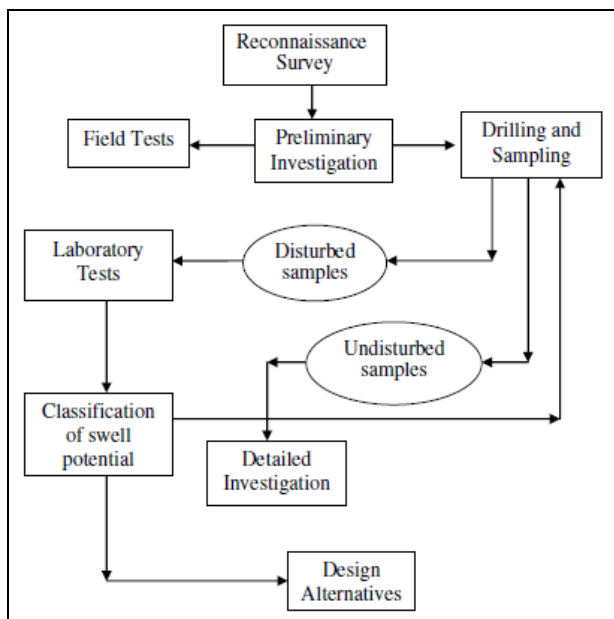 Reconnaissance
Survey
Field Tests
Preliminary
Investigation
Drilling and
Sampling
Laboratory
Tests
Disturbed
samples
Undisturbed
samples
Classification
of swell
potential
Detailed
Investigation
Design
Alternatives